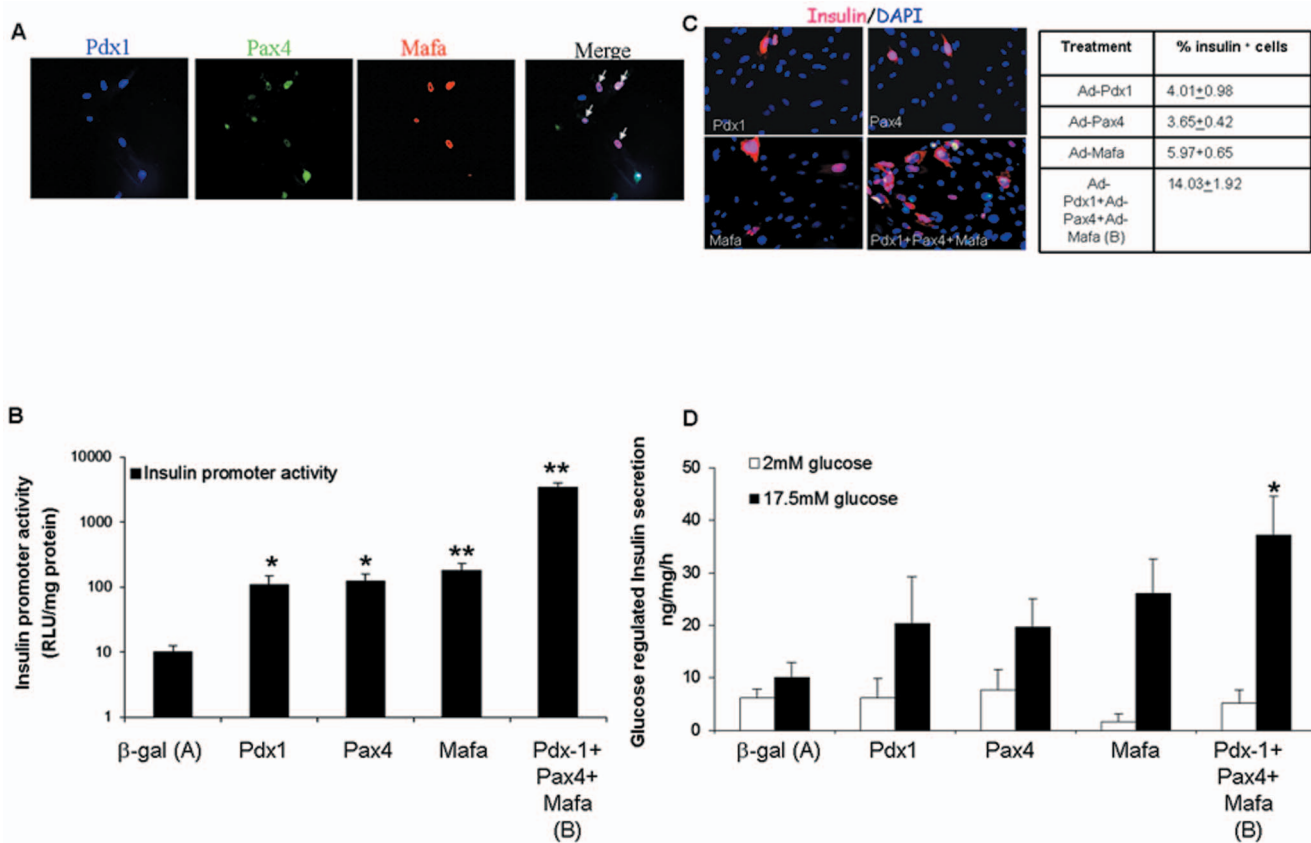 A
Pdx1 Pax4 Mafa Merge
C
Insulin/DAPI
Pdx1
Pax4
Mafa
Pdx1+Pax4+Mafa
Treatment % insulin + cells
Ad-Pdx1 4.01±0.98
Ad-Pax4 3.65±0.42
Ad-Mafa 5.97+0.65
Ad- 14.03±1.92
Pdx1+Ad-
Pax4+Ad-
Mafa (B)
B
Insulin promoter activity
(RLU/mg protein)
10000
1000
100
10
1
Insulin promoter activity
* * ** **
β-gal (A) Pdx1 Pax4 Mafa Pdx-1+
Pax4+
Mafa
(B)
D
Glucose regulated Insulin secretion
ng/mg/h
50
40
30
20
10
0
2mM glucose
17.5mM glucose
*
β-gal (A) Pdx1 Pax4 Mafa Pdx-1+
Pax4+
Mafa
(B)